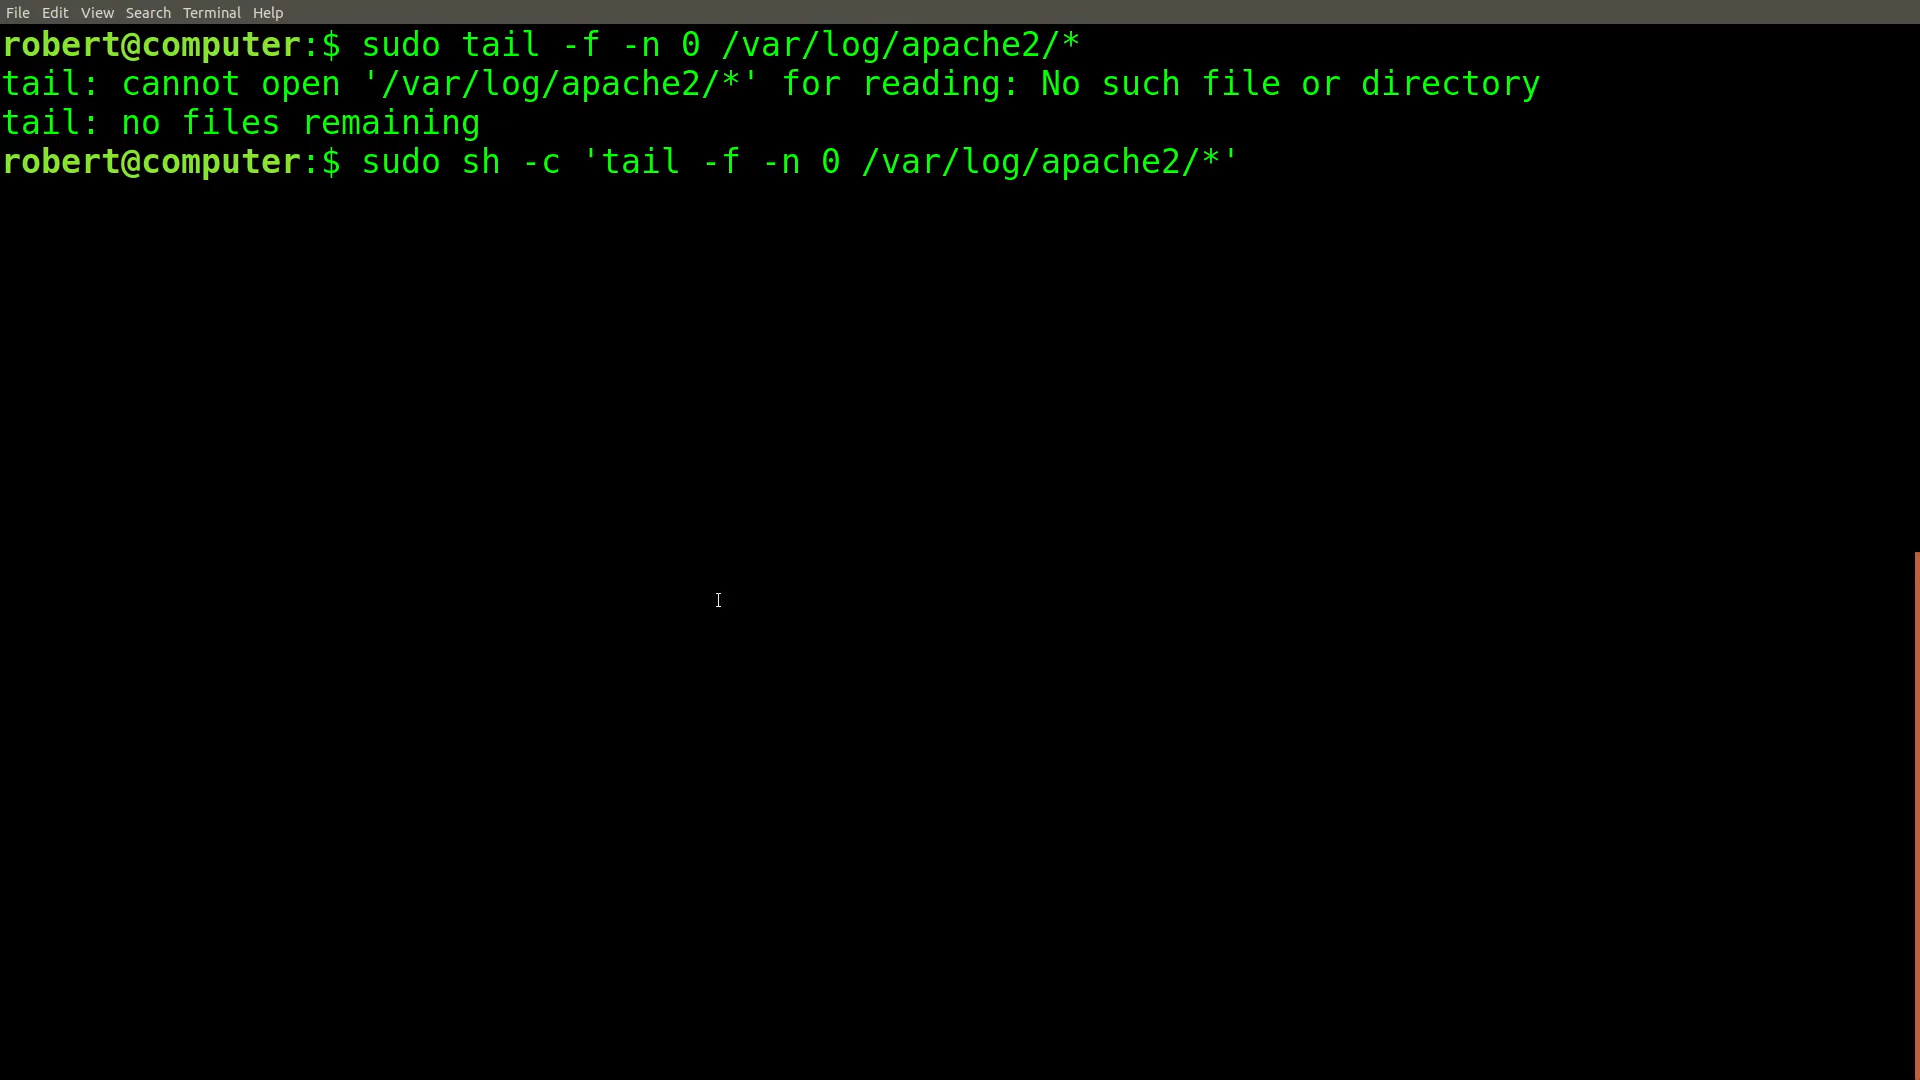 File Edit View Search Terminal Help
robert@computer:$ sudo tail -f -n 0 /var/log/apache2/*
tail: cannot open '/var/log/apache2/*' for reading: No such file or directory
tail: no files remaining
robert@computer:$ sudo sh -c 'tail -f -n 0 /var/log/apache2/*'